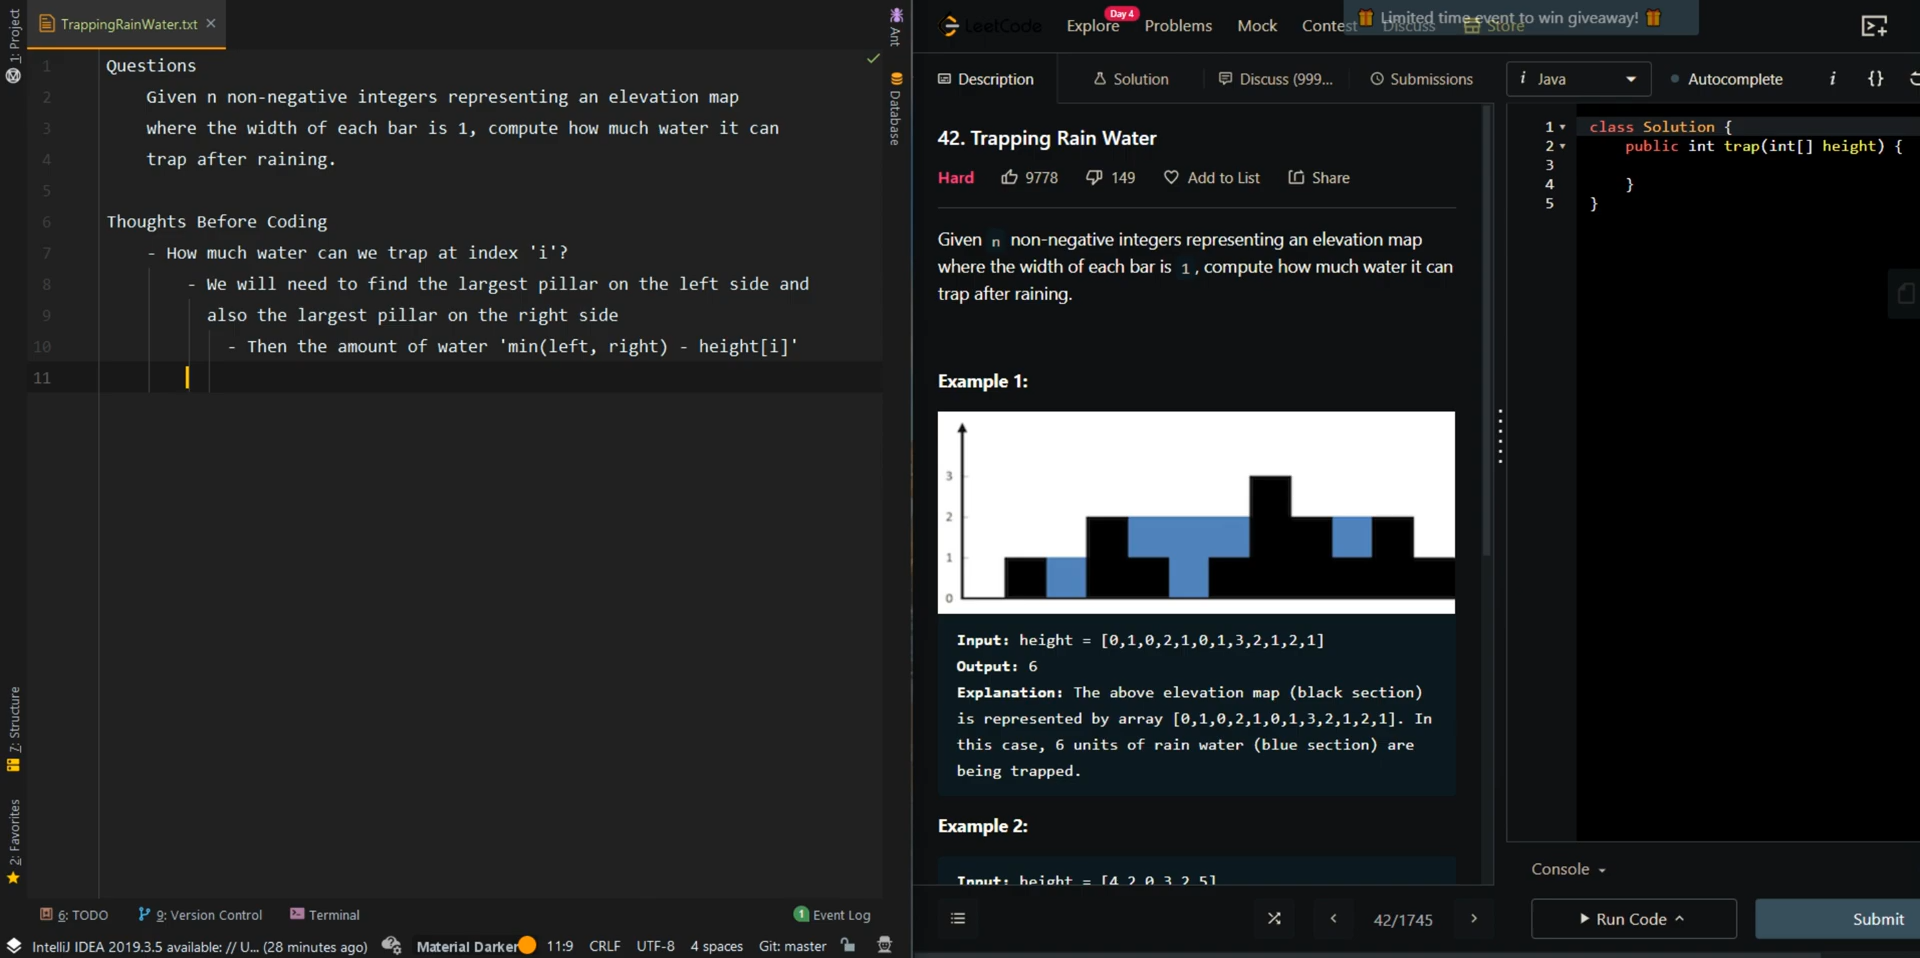 1: Project
TrappingRainWater.txt
1 Questions
2 Given n non-negative integers representing an elevation map
3 where the width of each bar is 1, compute how much water it can
4 trap after raining.
5
6 Thoughts Before Coding
7 - How much water can we trap at index 'i'?
8 - We will need to find the largest pillar on the left side and
9 also the largest pillar on the right side
10 - Then the amount of water 'min(left, right) - height[i]'
11
7: Structure
2: Favorites
Ant
Database
6: TODO
9: Version Control
Terminal
1 Event Log
IntelliJ IDEA 2019.3.5 available: // U... (28 minutes ago)
Material Darker
11:9 CRLF UTF-8 4 spaces Git: master
LeetCode
Explore
Day 4
Problems
Mock
Contest
Discuss
Store
Limited time event to win giveaway!
Description
Solution
Discuss (999...
Submissions
42. Trapping Rain Water
Hard 9778 149 Add to List Share
Given n non-negative integers representing an elevation map
where the width of each bar is 1, compute how much water it can
trap after raining.
Example 1:
3
2
1
0
Input: height = [0,1,0,2,1,0,1,3,2,1,2,1]
Output: 6
Explanation: The above elevation map (black section)
is represented by array [0,1,0,2,1,0,1,3,2,1,2,1]. In
this case, 6 units of rain water (blue section) are
being trapped.
Example 2:
Input: height = [4,2,0,3,2,5]
42/1745
i Java
Autocomplete
i {}
1 class Solution {
2 public int trap(int[] height) {
3
4 }
5 }
Console
Run Code
Submit